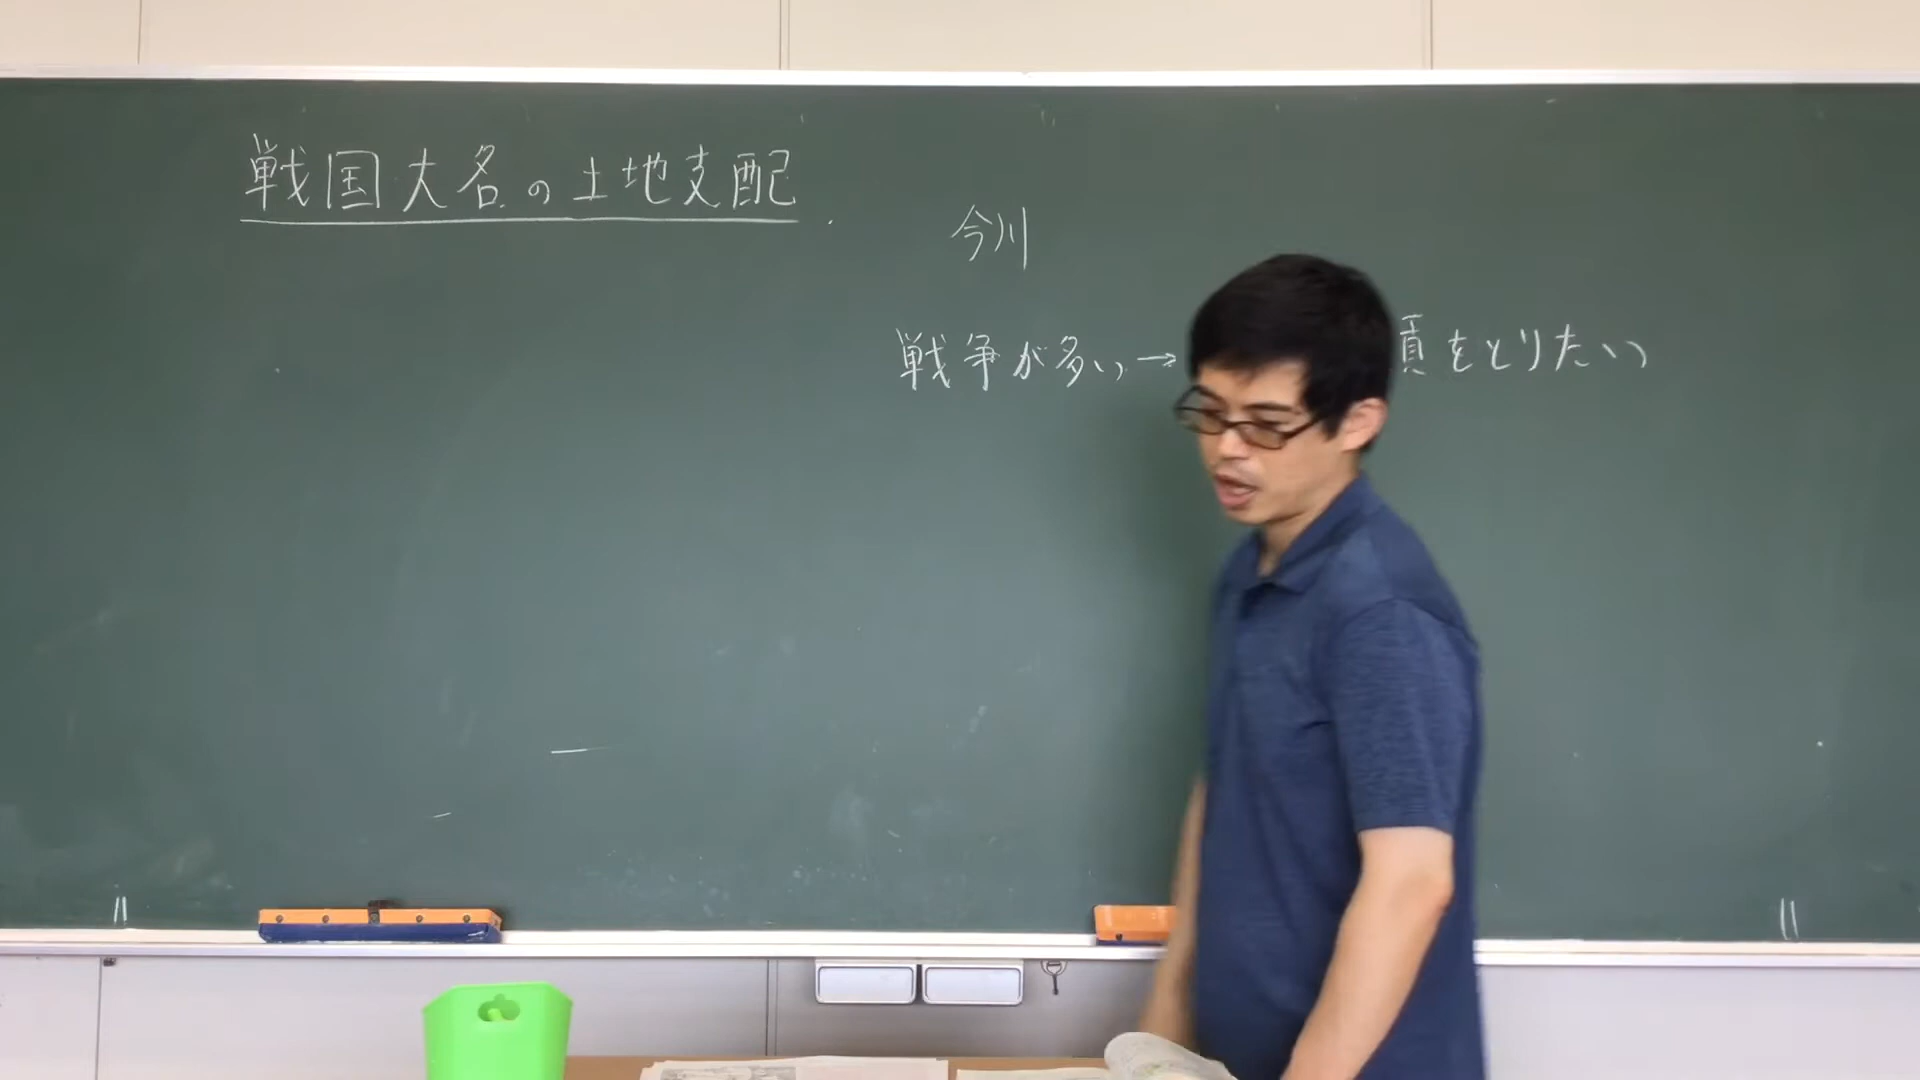 戦国大名の土地支配
今川
戦争が多い→
貢をとりたい